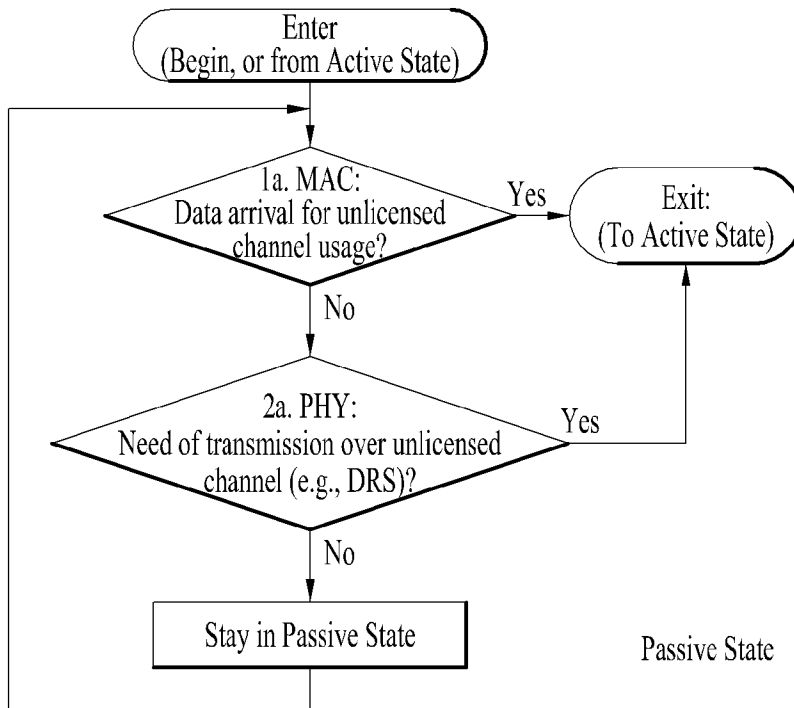 Enter
(Begin, or from Active State)
1a. MAC:
Data arrival for unlicensed
channel usage?
Yes
Exit:
(To Active State)
No
2a. PHY:
Need of transmission over unlicensed
channel (e.g., DRS)?
Yes
No
Stay in Passive State
Passive State